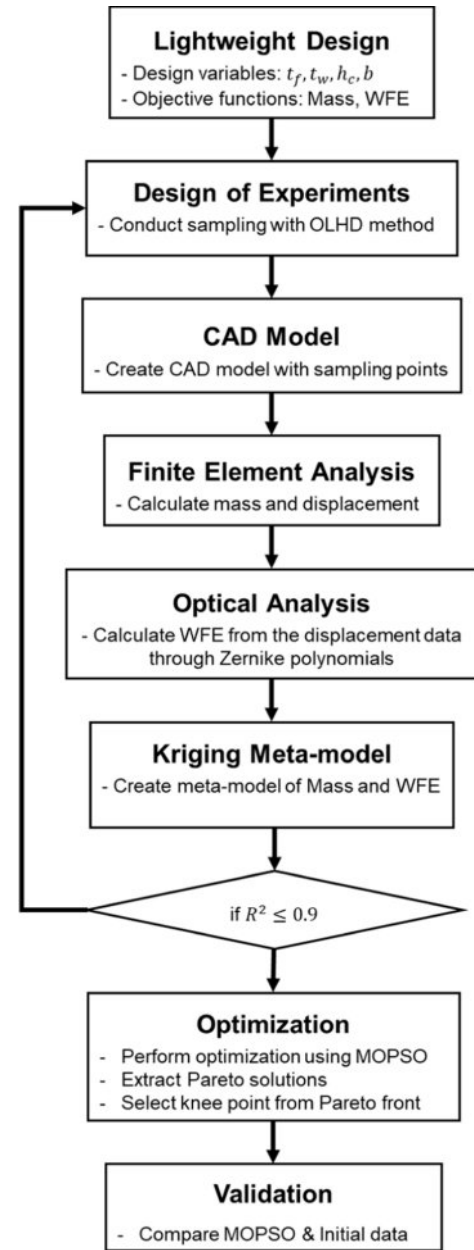 Lightweight Design
- Design variables: t_f, t_w, h_c, b
- Objective functions: Mass, WFE
Design of Experiments
- Conduct sampling with OLHD method
CAD Model
- Create CAD model with sampling points
Finite Element Analysis
- Calculate mass and displacement
Optical Analysis
- Calculate WFE from the displacement data
through Zernike polynomials
Kriging Meta-model
- Create meta-model of Mass and WFE
if R² ≤ 0.9
Optimization
- Perform optimization using MOPSO
- Extract Pareto solutions
- Select knee point from Pareto front
Validation
- Compare MOPSO & Initial data